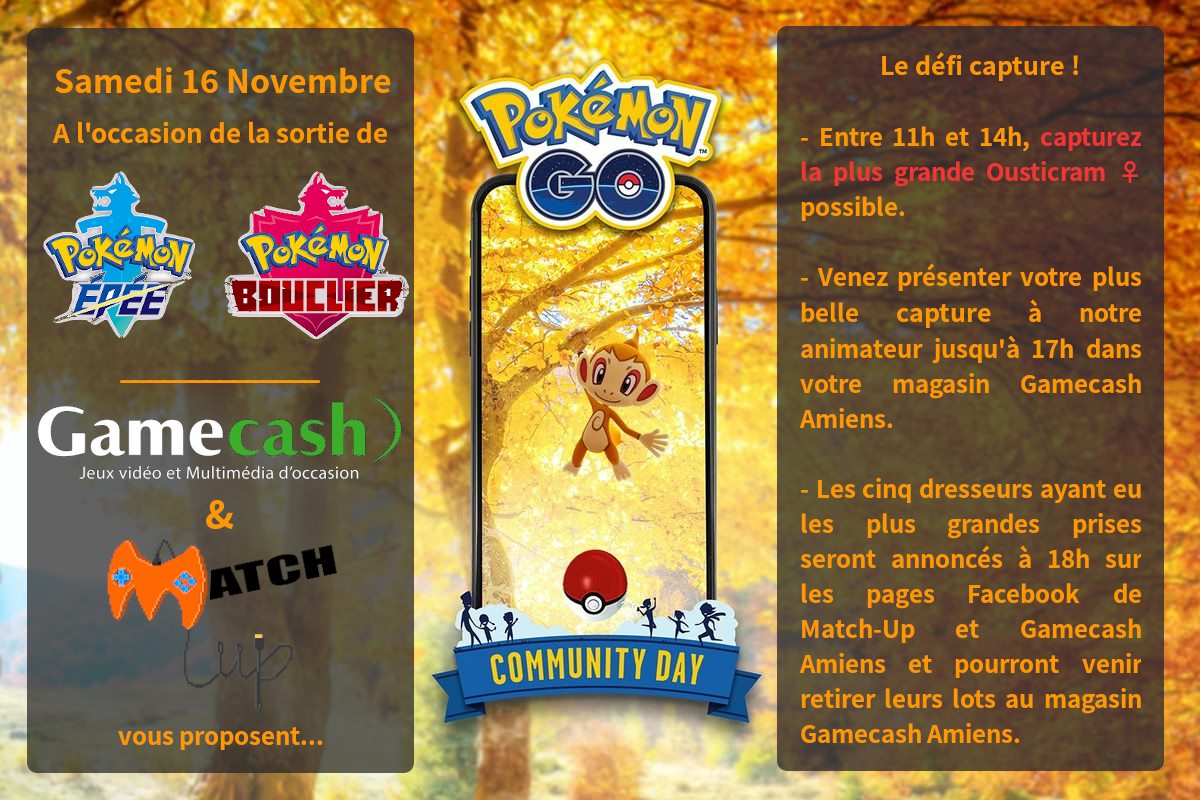 Samedi 16 Novembre
A l'occasion de la sortie de
POKÉMON
ÉPÉE
POKÉMON
BOUCLIER
Gamecash
Jeux vidéo et Multimédia d'occasion
&
MATCH
up
vous proposent...
POKÉMON
GO
TM
COMMUNITY DAY
Le défi capture !
- Entre 11h et 14h, capturez
la plus grande Ousticram ♀
possible.
- Venez présenter votre plus
belle capture à notre
animateur jusqu'à 17h dans
votre magasin Gamecash
Amiens.
- Les cinq dresseurs ayant eu
les plus grandes prises
seront annoncés à 18h sur
les pages Facebook de
Match-Up et Gamecash
Amiens et pourront venir
retirer leurs lots au magasin
Gamecash Amiens.